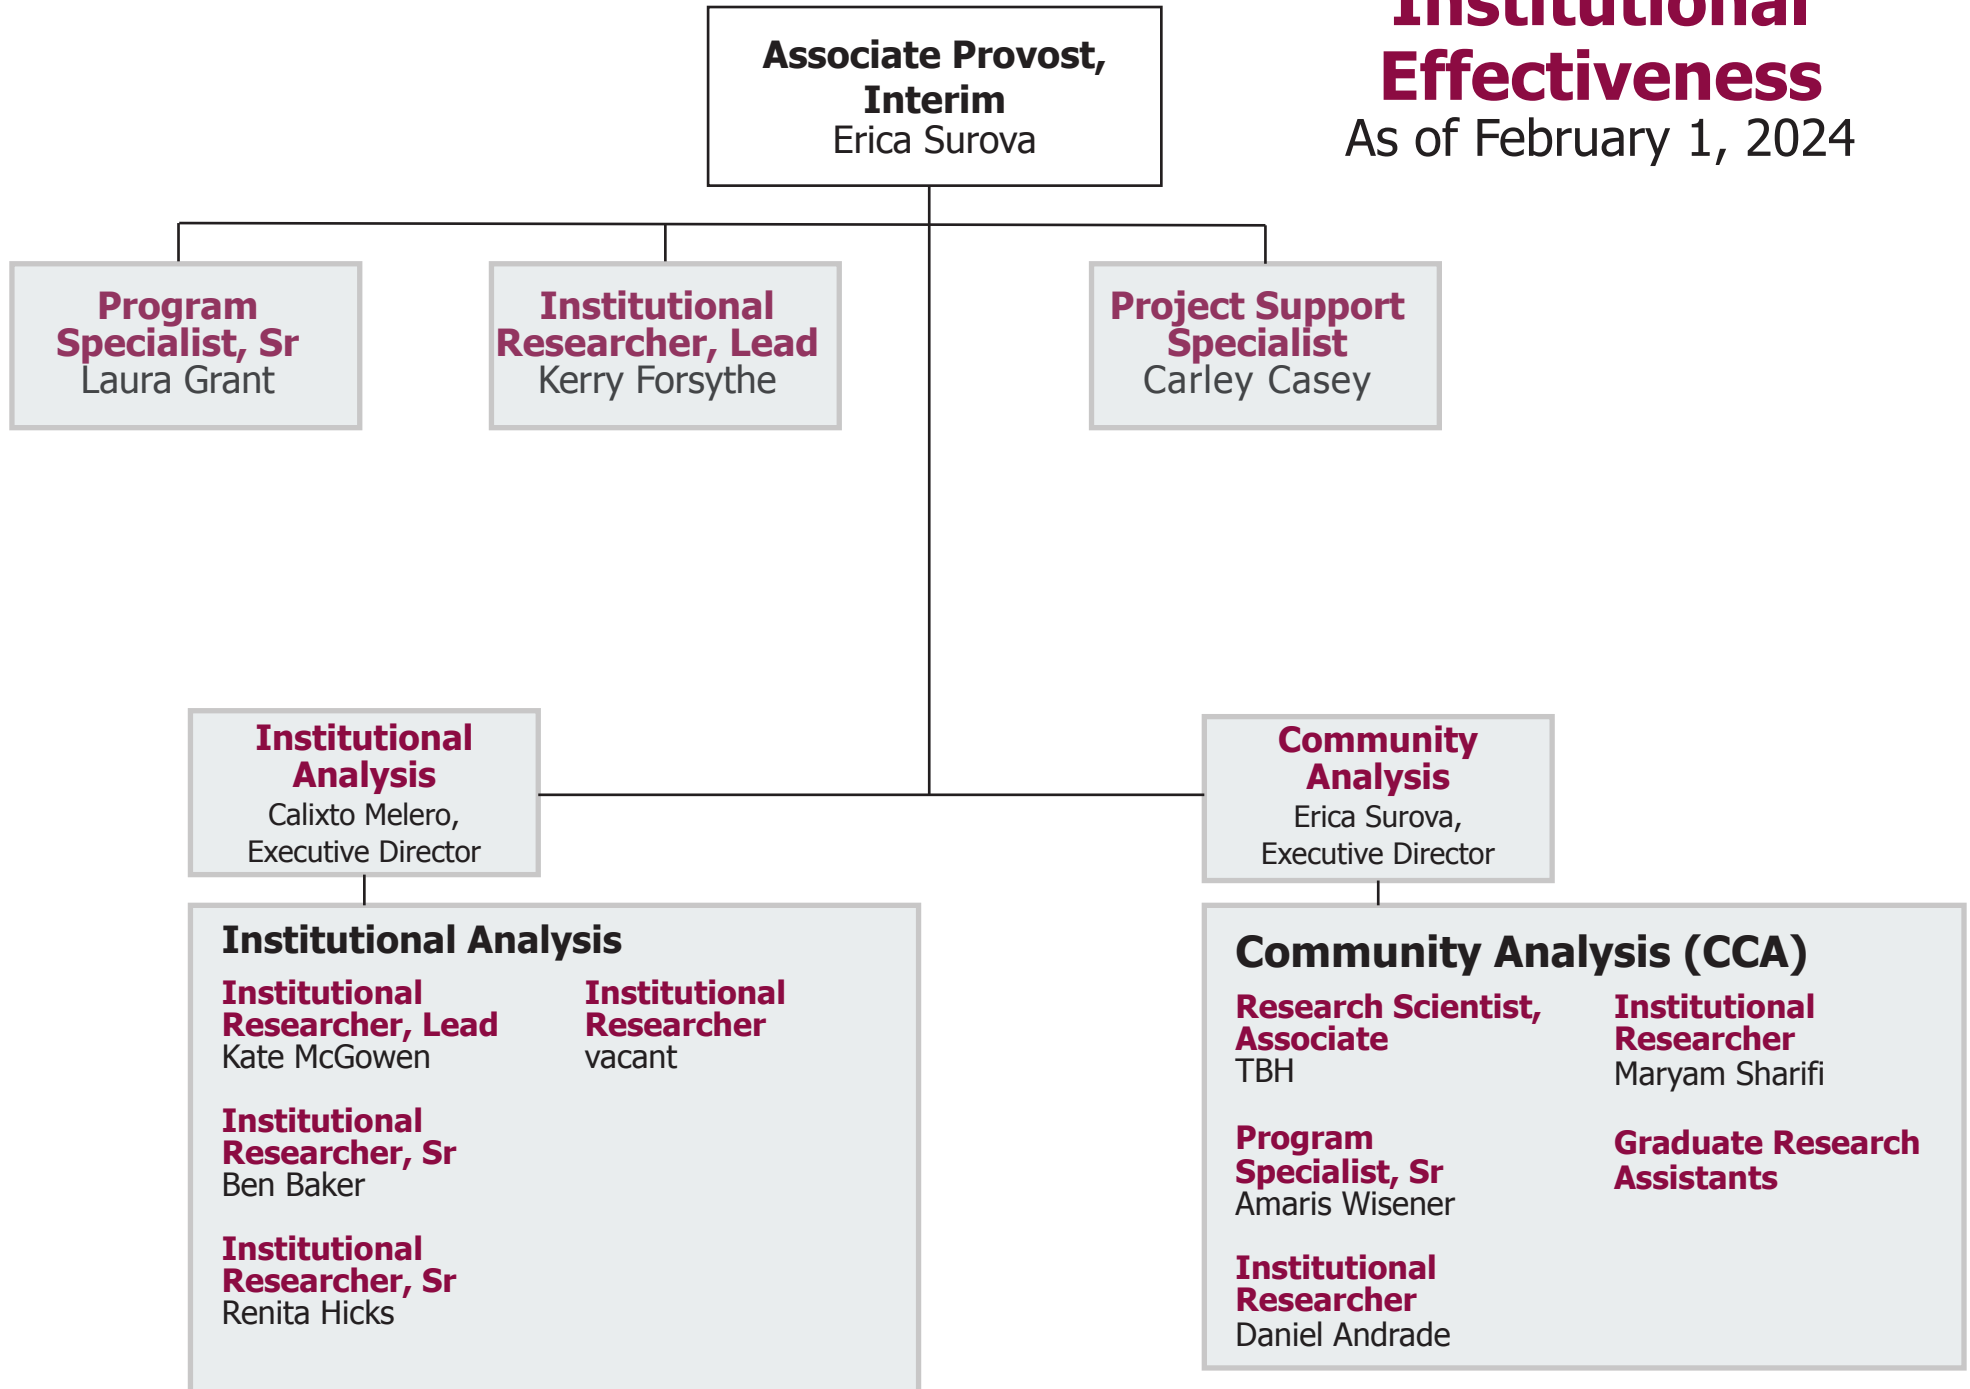 Institutional
Effectiveness
As of February 1, 2024
Associate Provost,
Interim
Erica Surova
Program
Specialist, Sr
Laura Grant
Institutional
Researcher, Lead
Kerry Forsythe
Project Support
Specialist
Carley Casey
Institutional
Analysis
Calixto Melero,
Executive Director
Community
Analysis
Erica Surova,
Executive Director
Institutional Analysis
Institutional
Researcher, Lead
Kate McGowen
Institutional
Researcher, Sr
Ben Baker
Institutional
Researcher, Sr
Renita Hicks
Institutional
Researcher
vacant
Community Analysis (CCA)
Research Scientist,
Associate
TBH
Program
Specialist, Sr
Amaris Wisener
Institutional
Researcher
Daniel Andrade
Institutional
Researcher
Maryam Sharifi
Graduate Research
Assistants